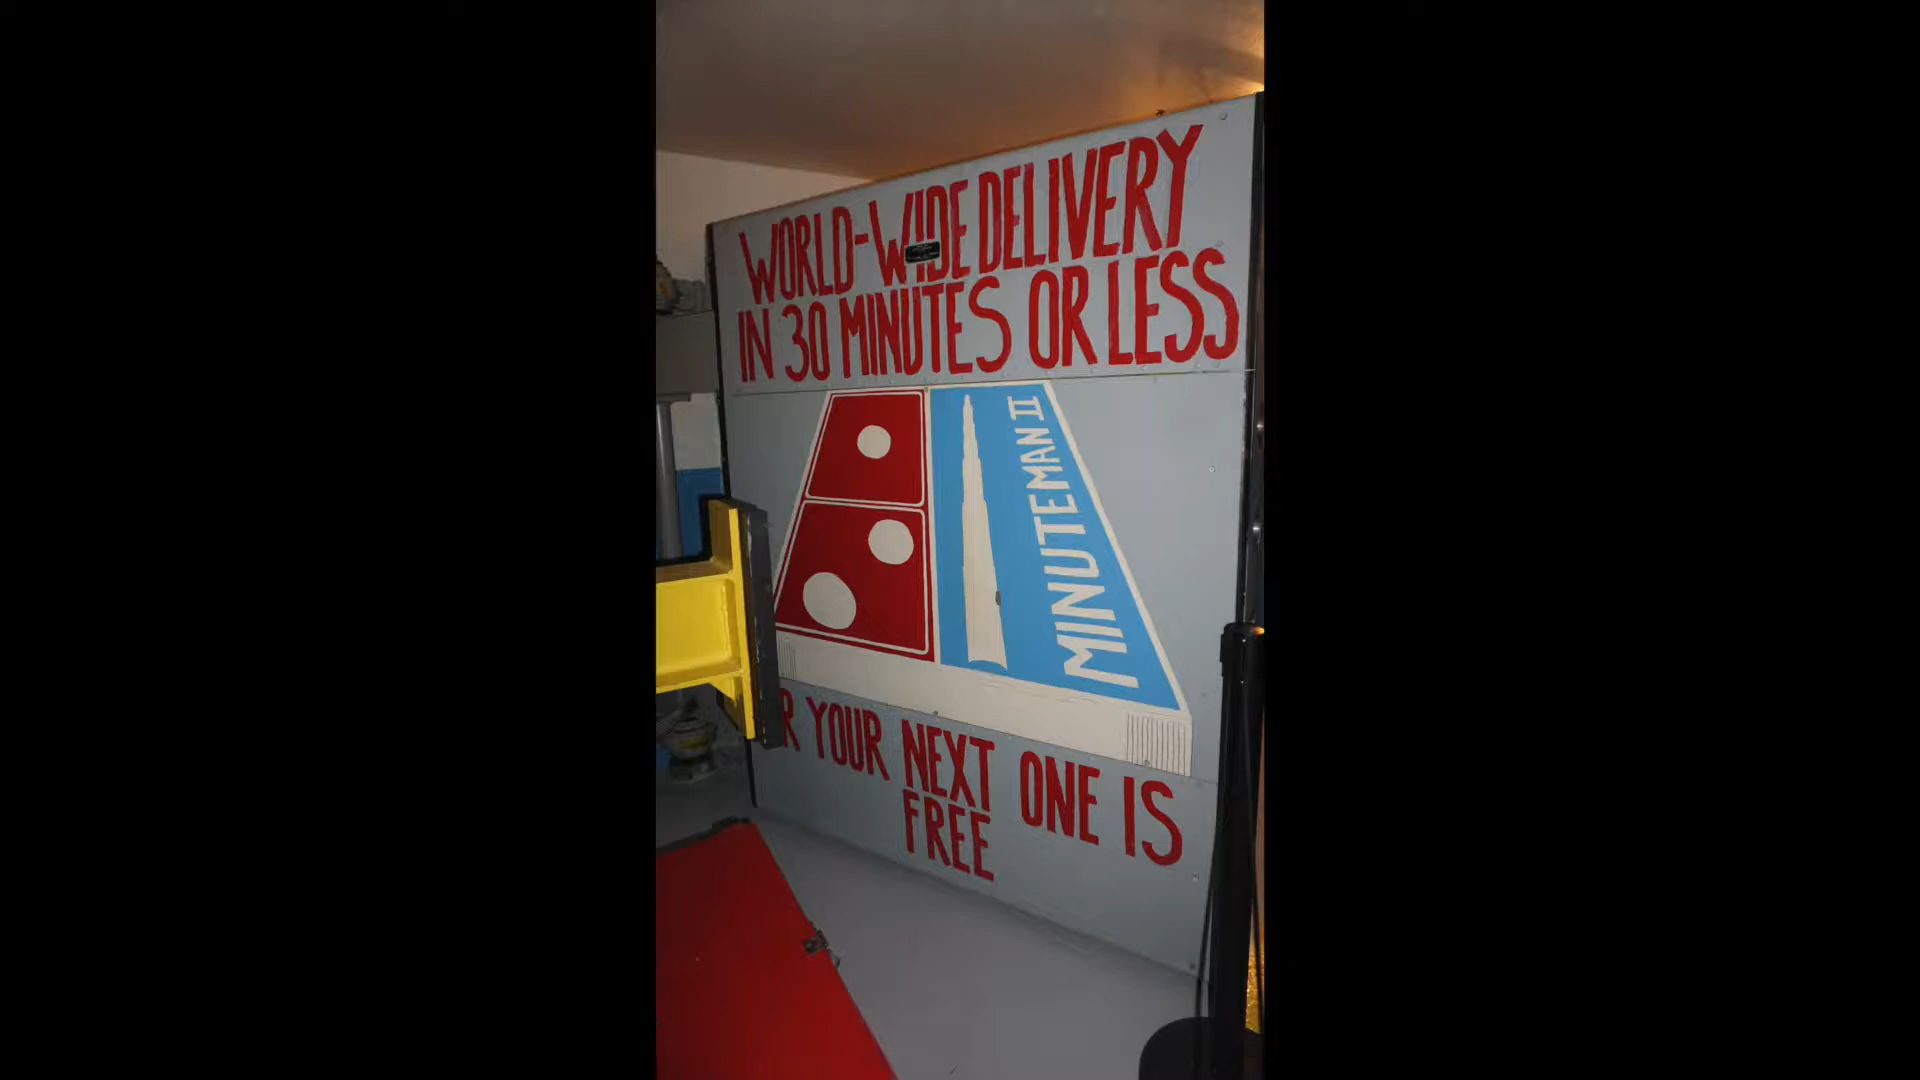 WORLD-WIDE DELIVERY
IN 30 MINUTES OR LESS
MINUTEMAN II
R YOUR NEXT ONE IS
FREE